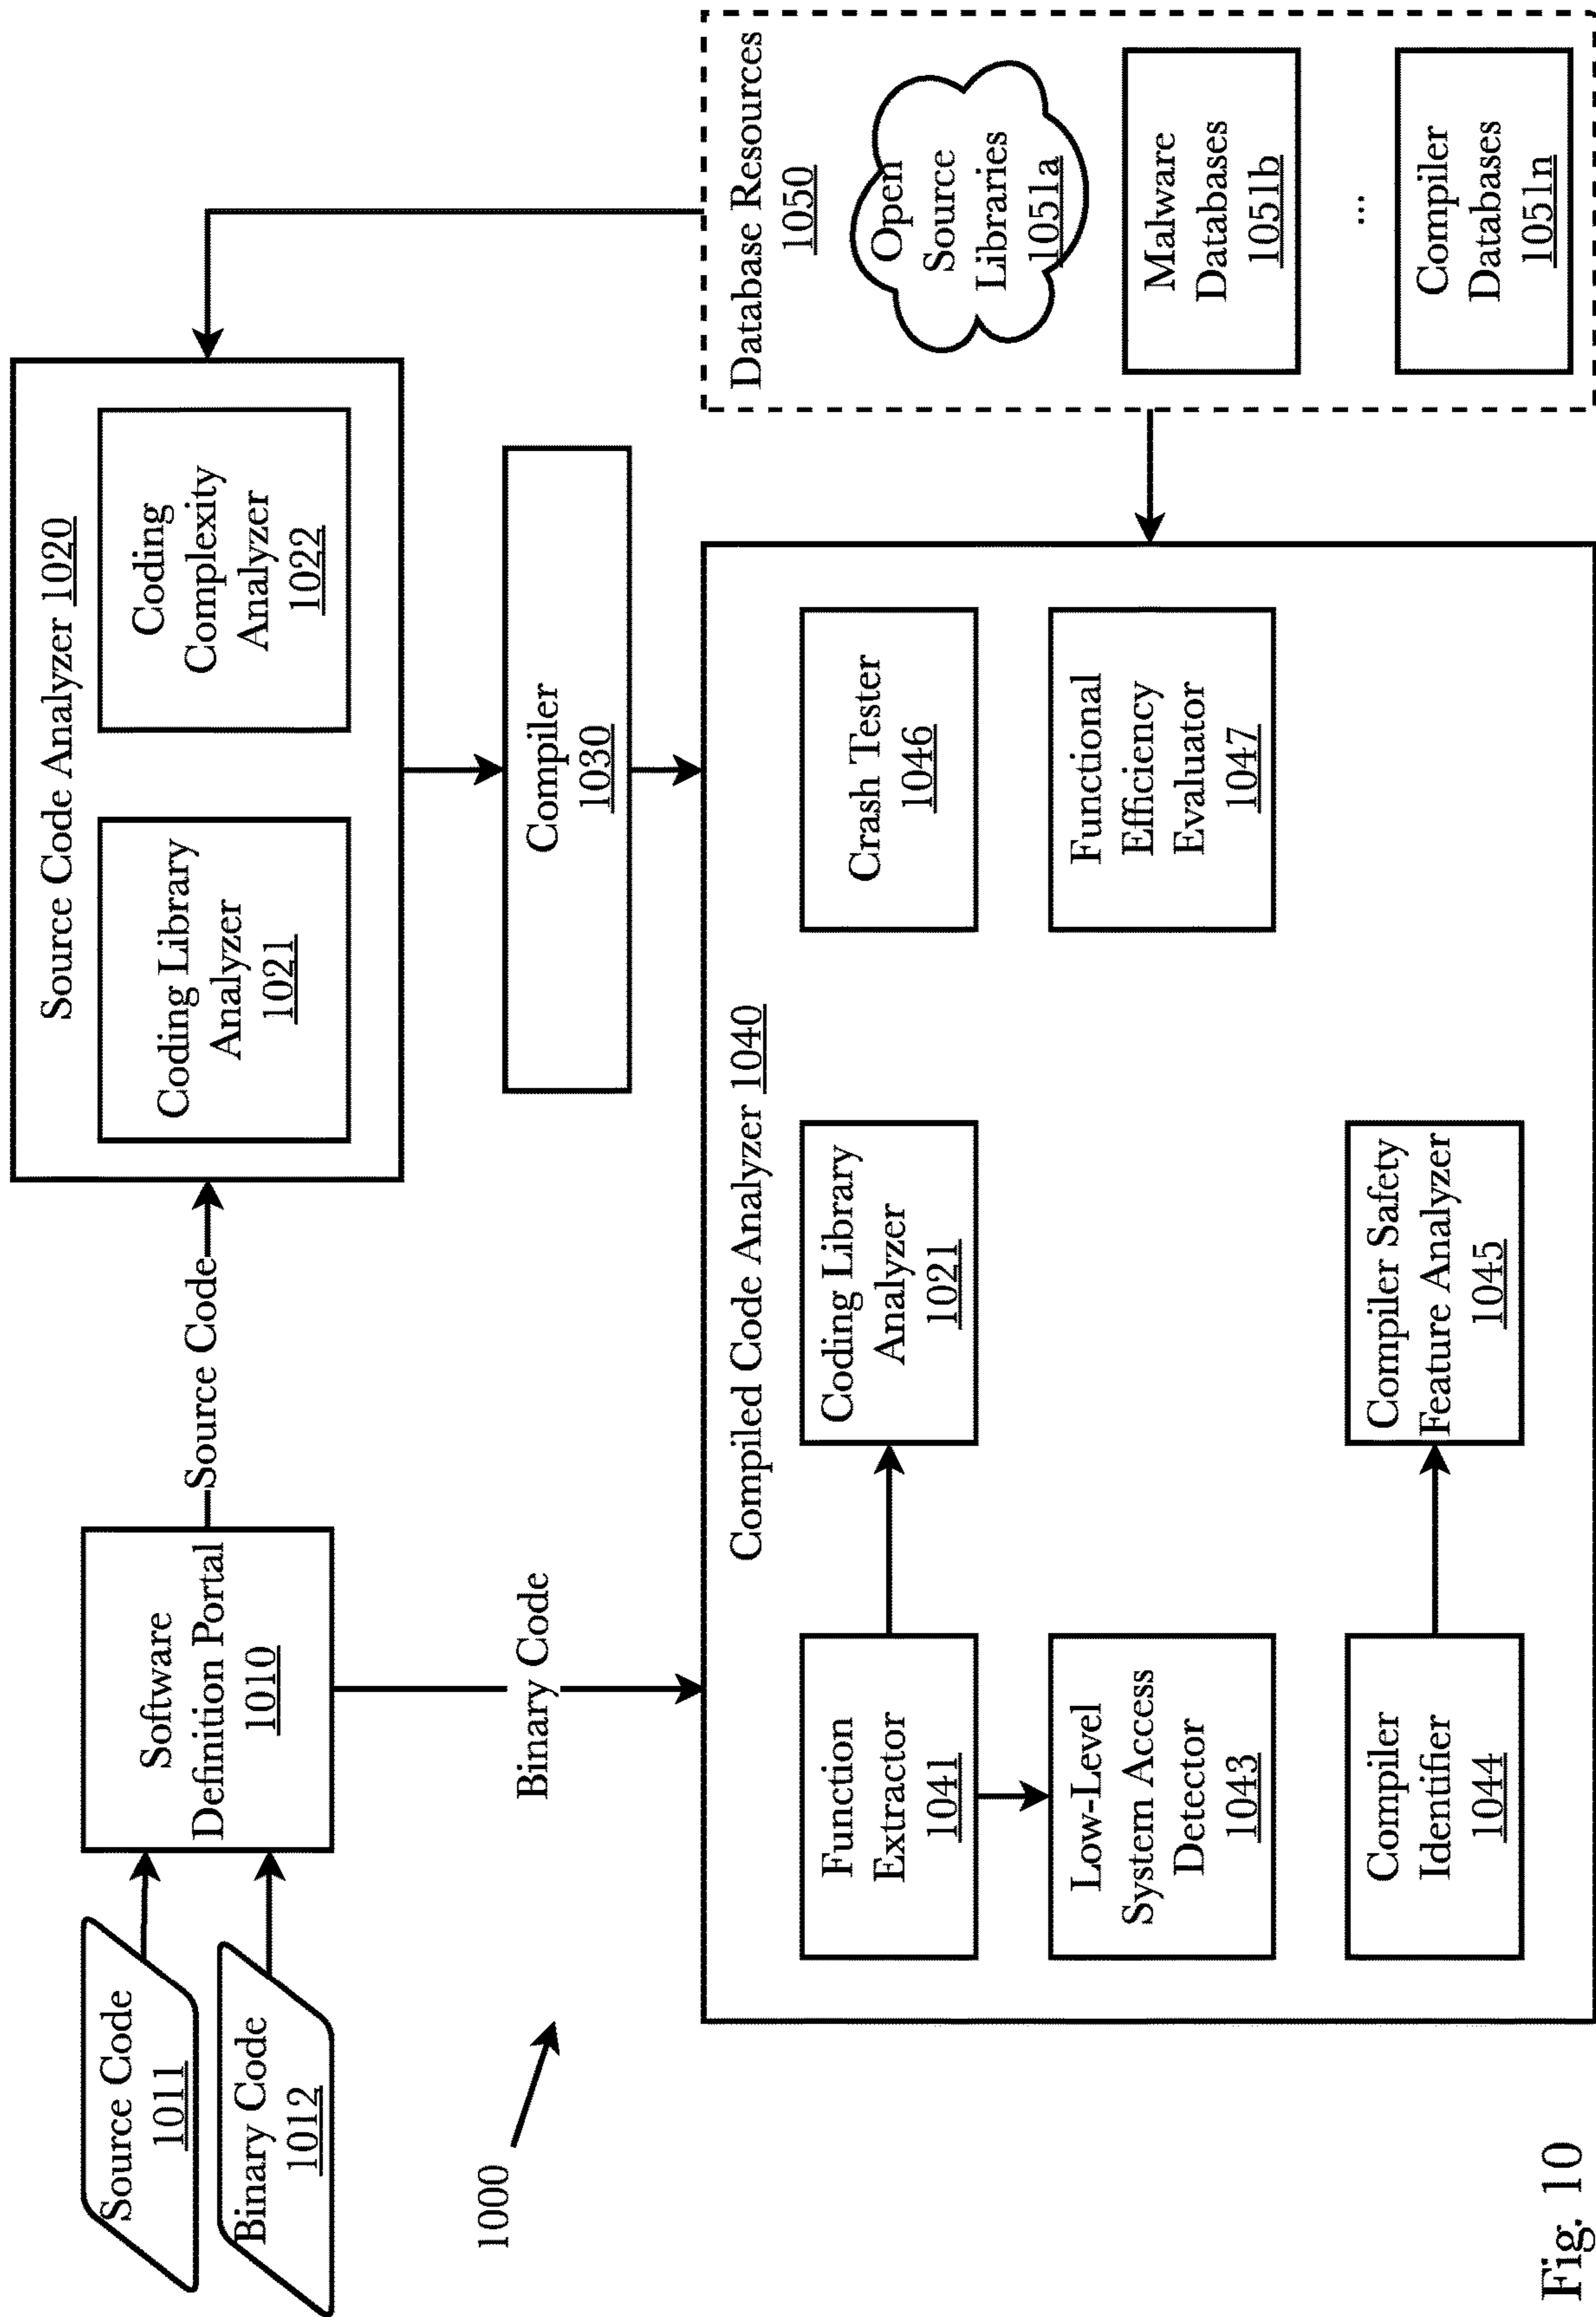 Source Code
1011
Binary Code
1012
Software
Definition Portal
1010
Source Code
Source Code Analyzer 1020
Coding Library
Analyzer
1021
Coding
Complexity
Analyzer
1022
Binary Code
Compiler
1030
1000
Compiled Code Analyzer 1040
Function
Extractor
1041
Coding Library
Analyzer
1021
Crash Tester
1046
Low-Level
System Access
Detector
1043
Functional
Efficiency
Evaluator
1047
Compiler
Identifier
1044
Compiler Safety
Feature Analyzer
1045
Database Resources
1050
Open
Source
Libraries
1051a
Malware
Databases
1051b
...
Compiler
Databases
1051n
Fig. 10